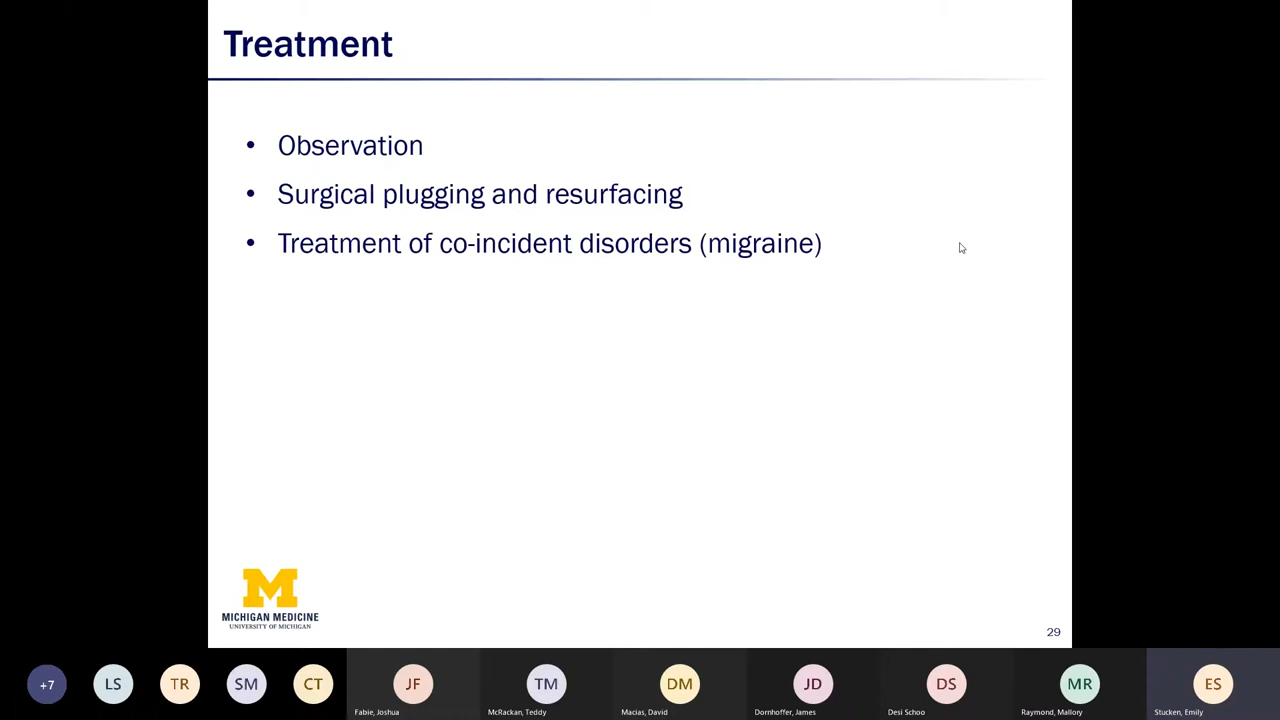 Treatment
• Observation
• Surgical plugging and resurfacing
• Treatment of co-incident disorders (migraine)
M
MICHIGAN MEDICINE
UNIVERSITY OF MICHIGAN
29
+7
LS
TR
SM
CT
JF
TM
DM
JD
DS
MR
ES
Fabie, Joshua
McRackan, Teddy
Macias, David
Dornhoffer, James
Desi Schoo
Raymond, Mallory
Stucken, Emily